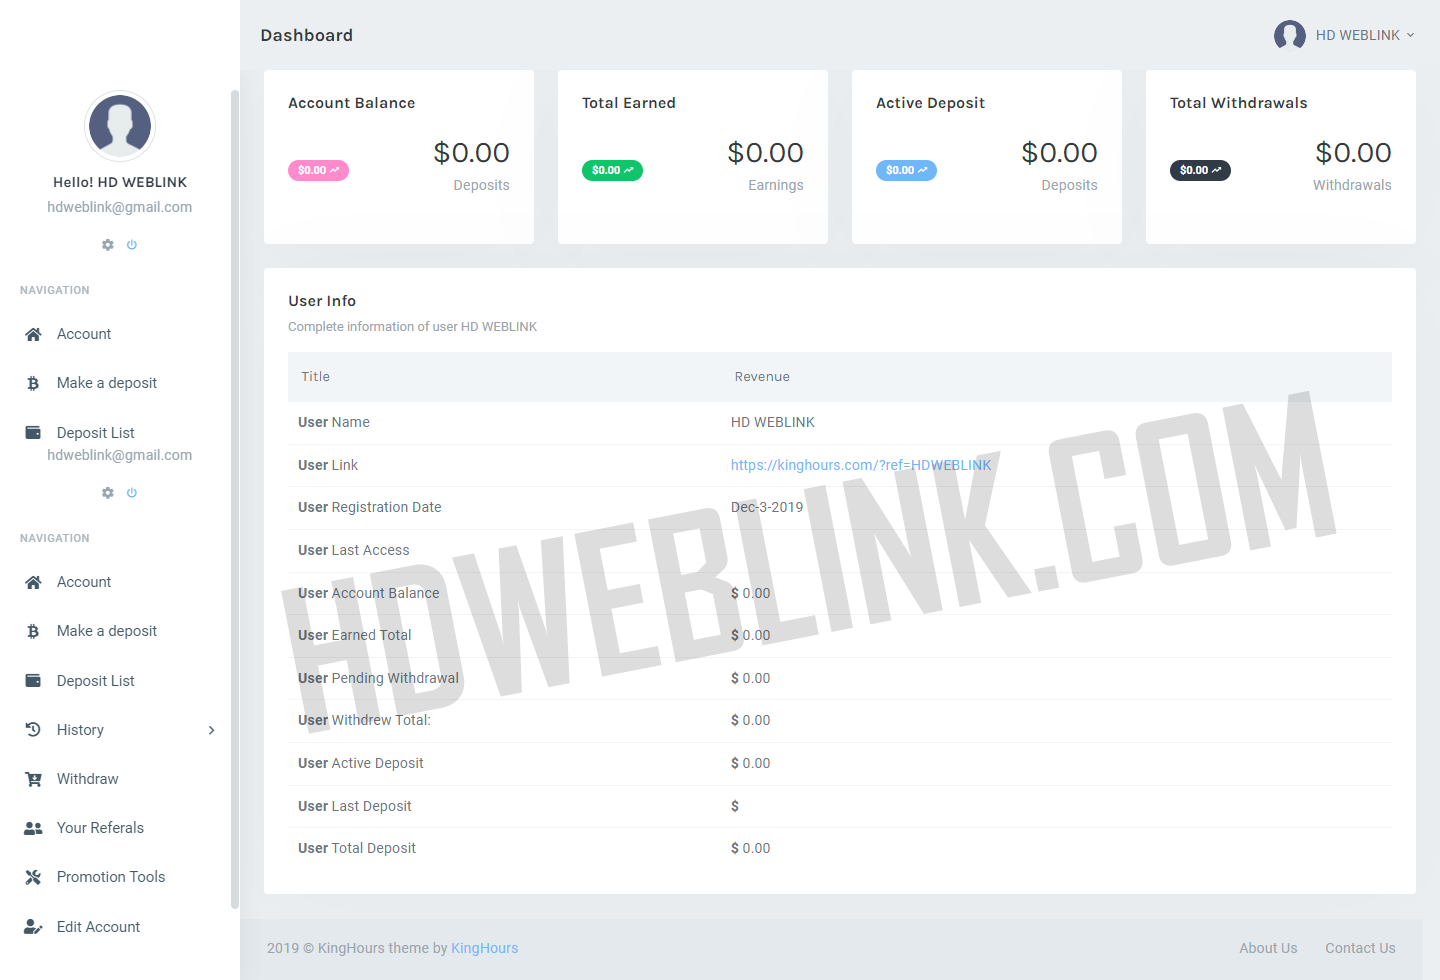 Dashboard
HD WEBLINK
Hello! HD WEBLINK
hdweblink@gmail.com
NAVIGATION
Account
Make a deposit
Deposit List
hdweblink@gmail.com
NAVIGATION
Account
Make a deposit
Deposit List
History
Withdraw
Your Referals
Promotion Tools
Edit Account
Account Balance
$0.00
$0.00
Deposits
Total Earned
$0.00
$0.00
Earnings
Active Deposit
$0.00
$0.00
Deposits
Total Withdrawals
$0.00
$0.00
Withdrawals
User Info
Complete information of user HD WEBLINK
Title Revenue
User Name HD WEBLINK
User Link https://kinghours.com/?ref=HDWEBLINK
User Registration Date Dec-3-2019
User Last Access
User Account Balance $ 0.00
User Earned Total $ 0.00
User Pending Withdrawal $ 0.00
User Withdrew Total: $ 0.00
User Active Deposit $ 0.00
User Last Deposit $
User Total Deposit $ 0.00
HDWEBLINK.COM
2019 © KingHours theme by KingHours
About Us Contact Us